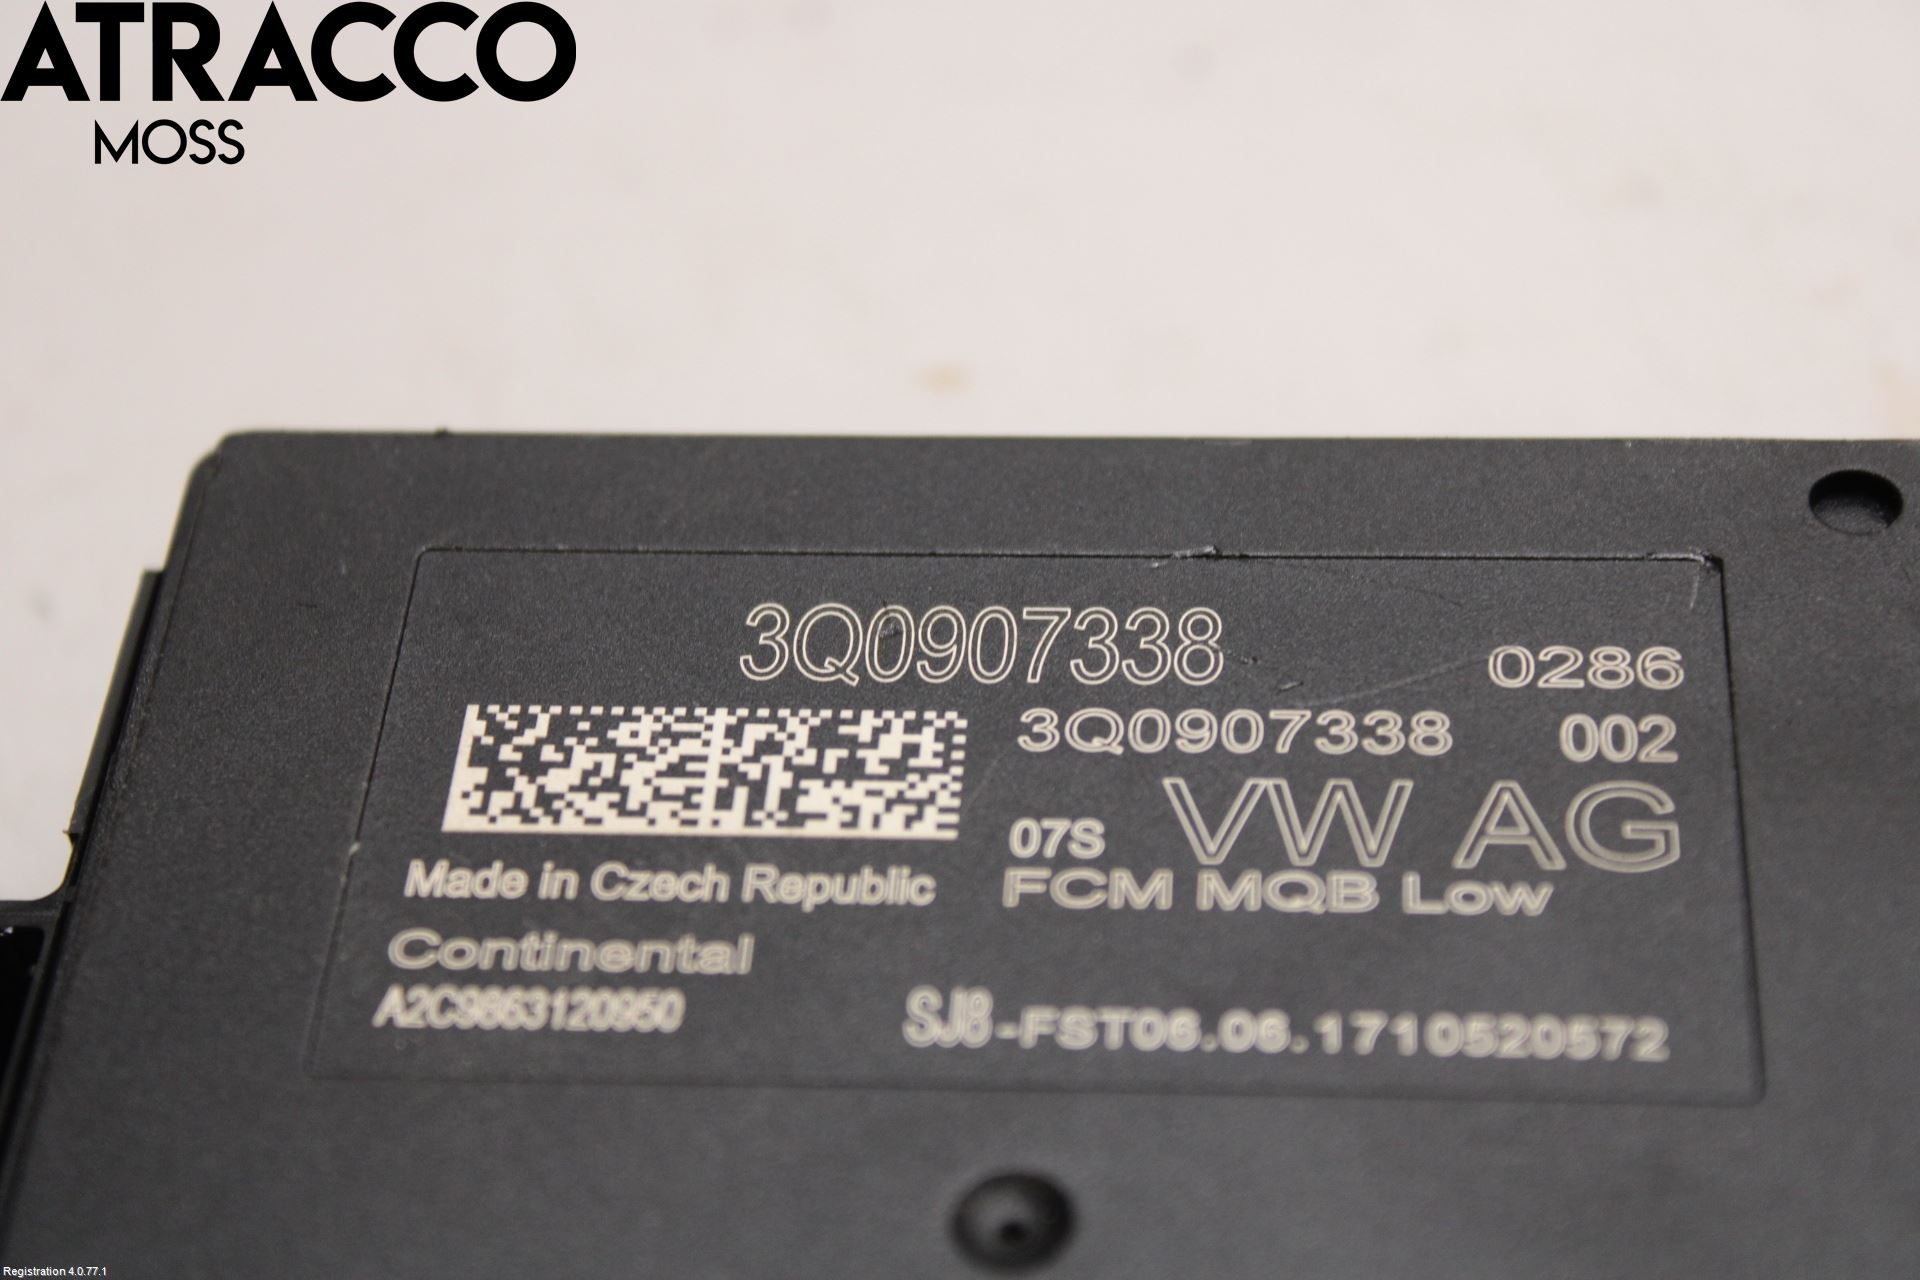 ATRACCO
MOSS
3Q0907338
0286
3Q0907338 002
07S VW AG
FCM MQB Low
Made in Czech Republic
Continental
A2C9863120950
SJ8-FST06.06.1710520572
Registration 4.0.77.1